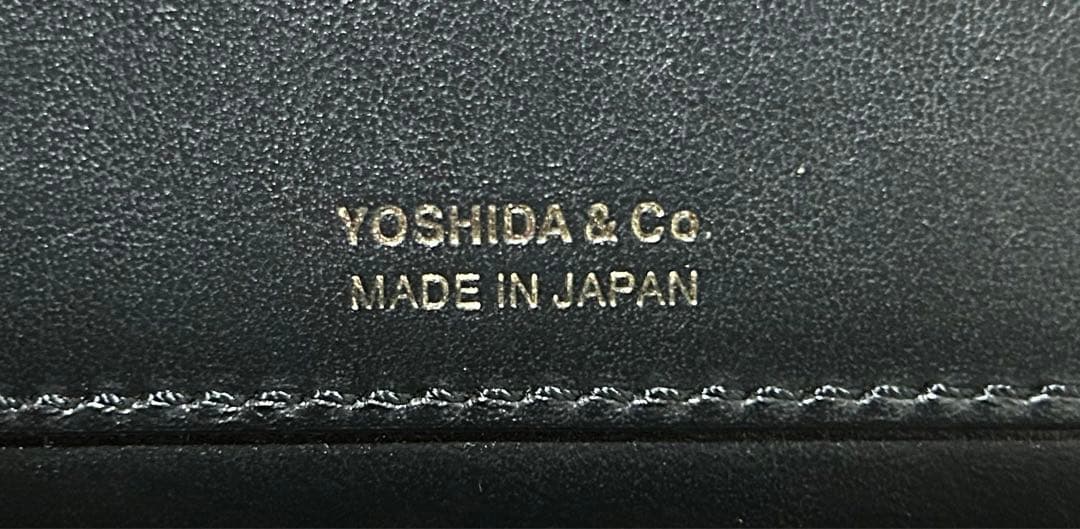 YOSHIDA & Co.
MADE IN JAPAN